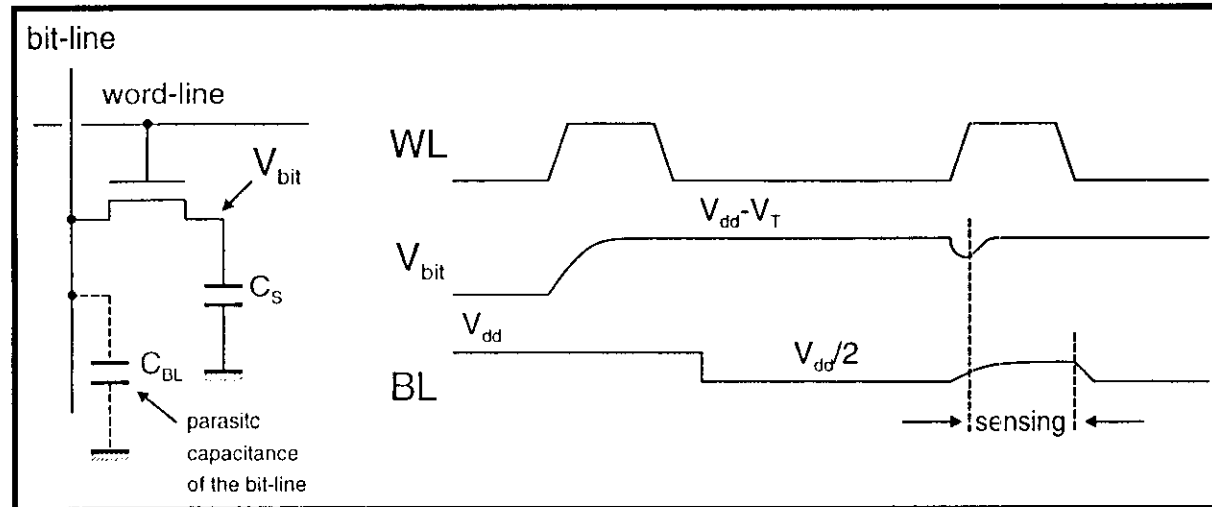 bit-line
word-line
V_bit
C_S
C_BL
parasitc
capacitance
of the bit-line
WL
V_dd-V_T
V_bit
V_dd
V_dd/2
BL
sensing